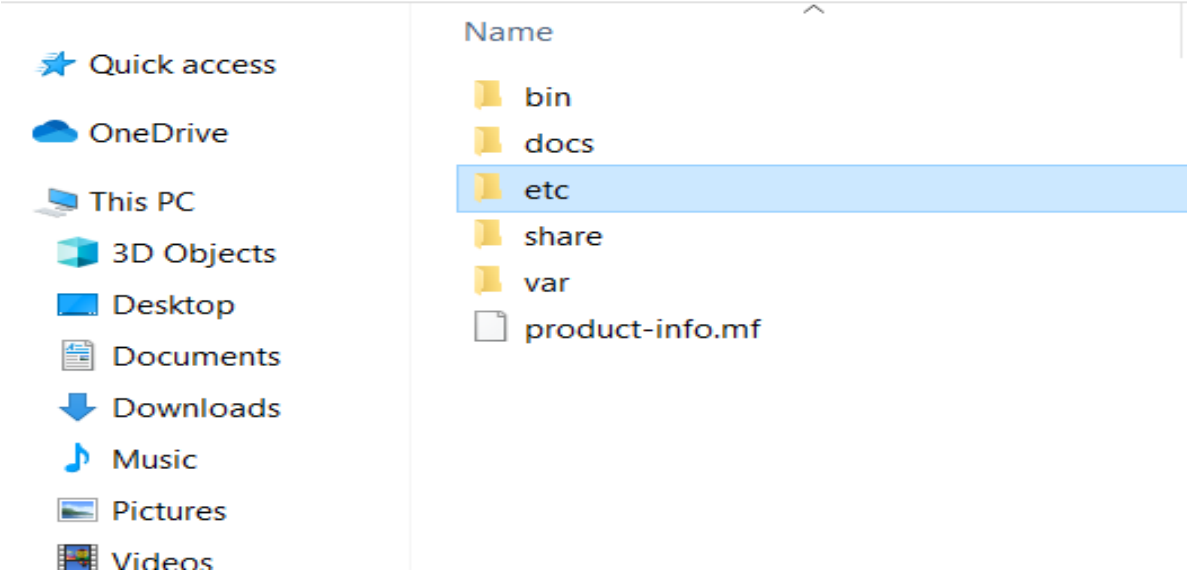 Quick access
OneDrive
This PC
3D Objects
Desktop
Documents
Downloads
Music
Pictures
Videos
Name
bin
docs
etc
share
var
product-info.mf